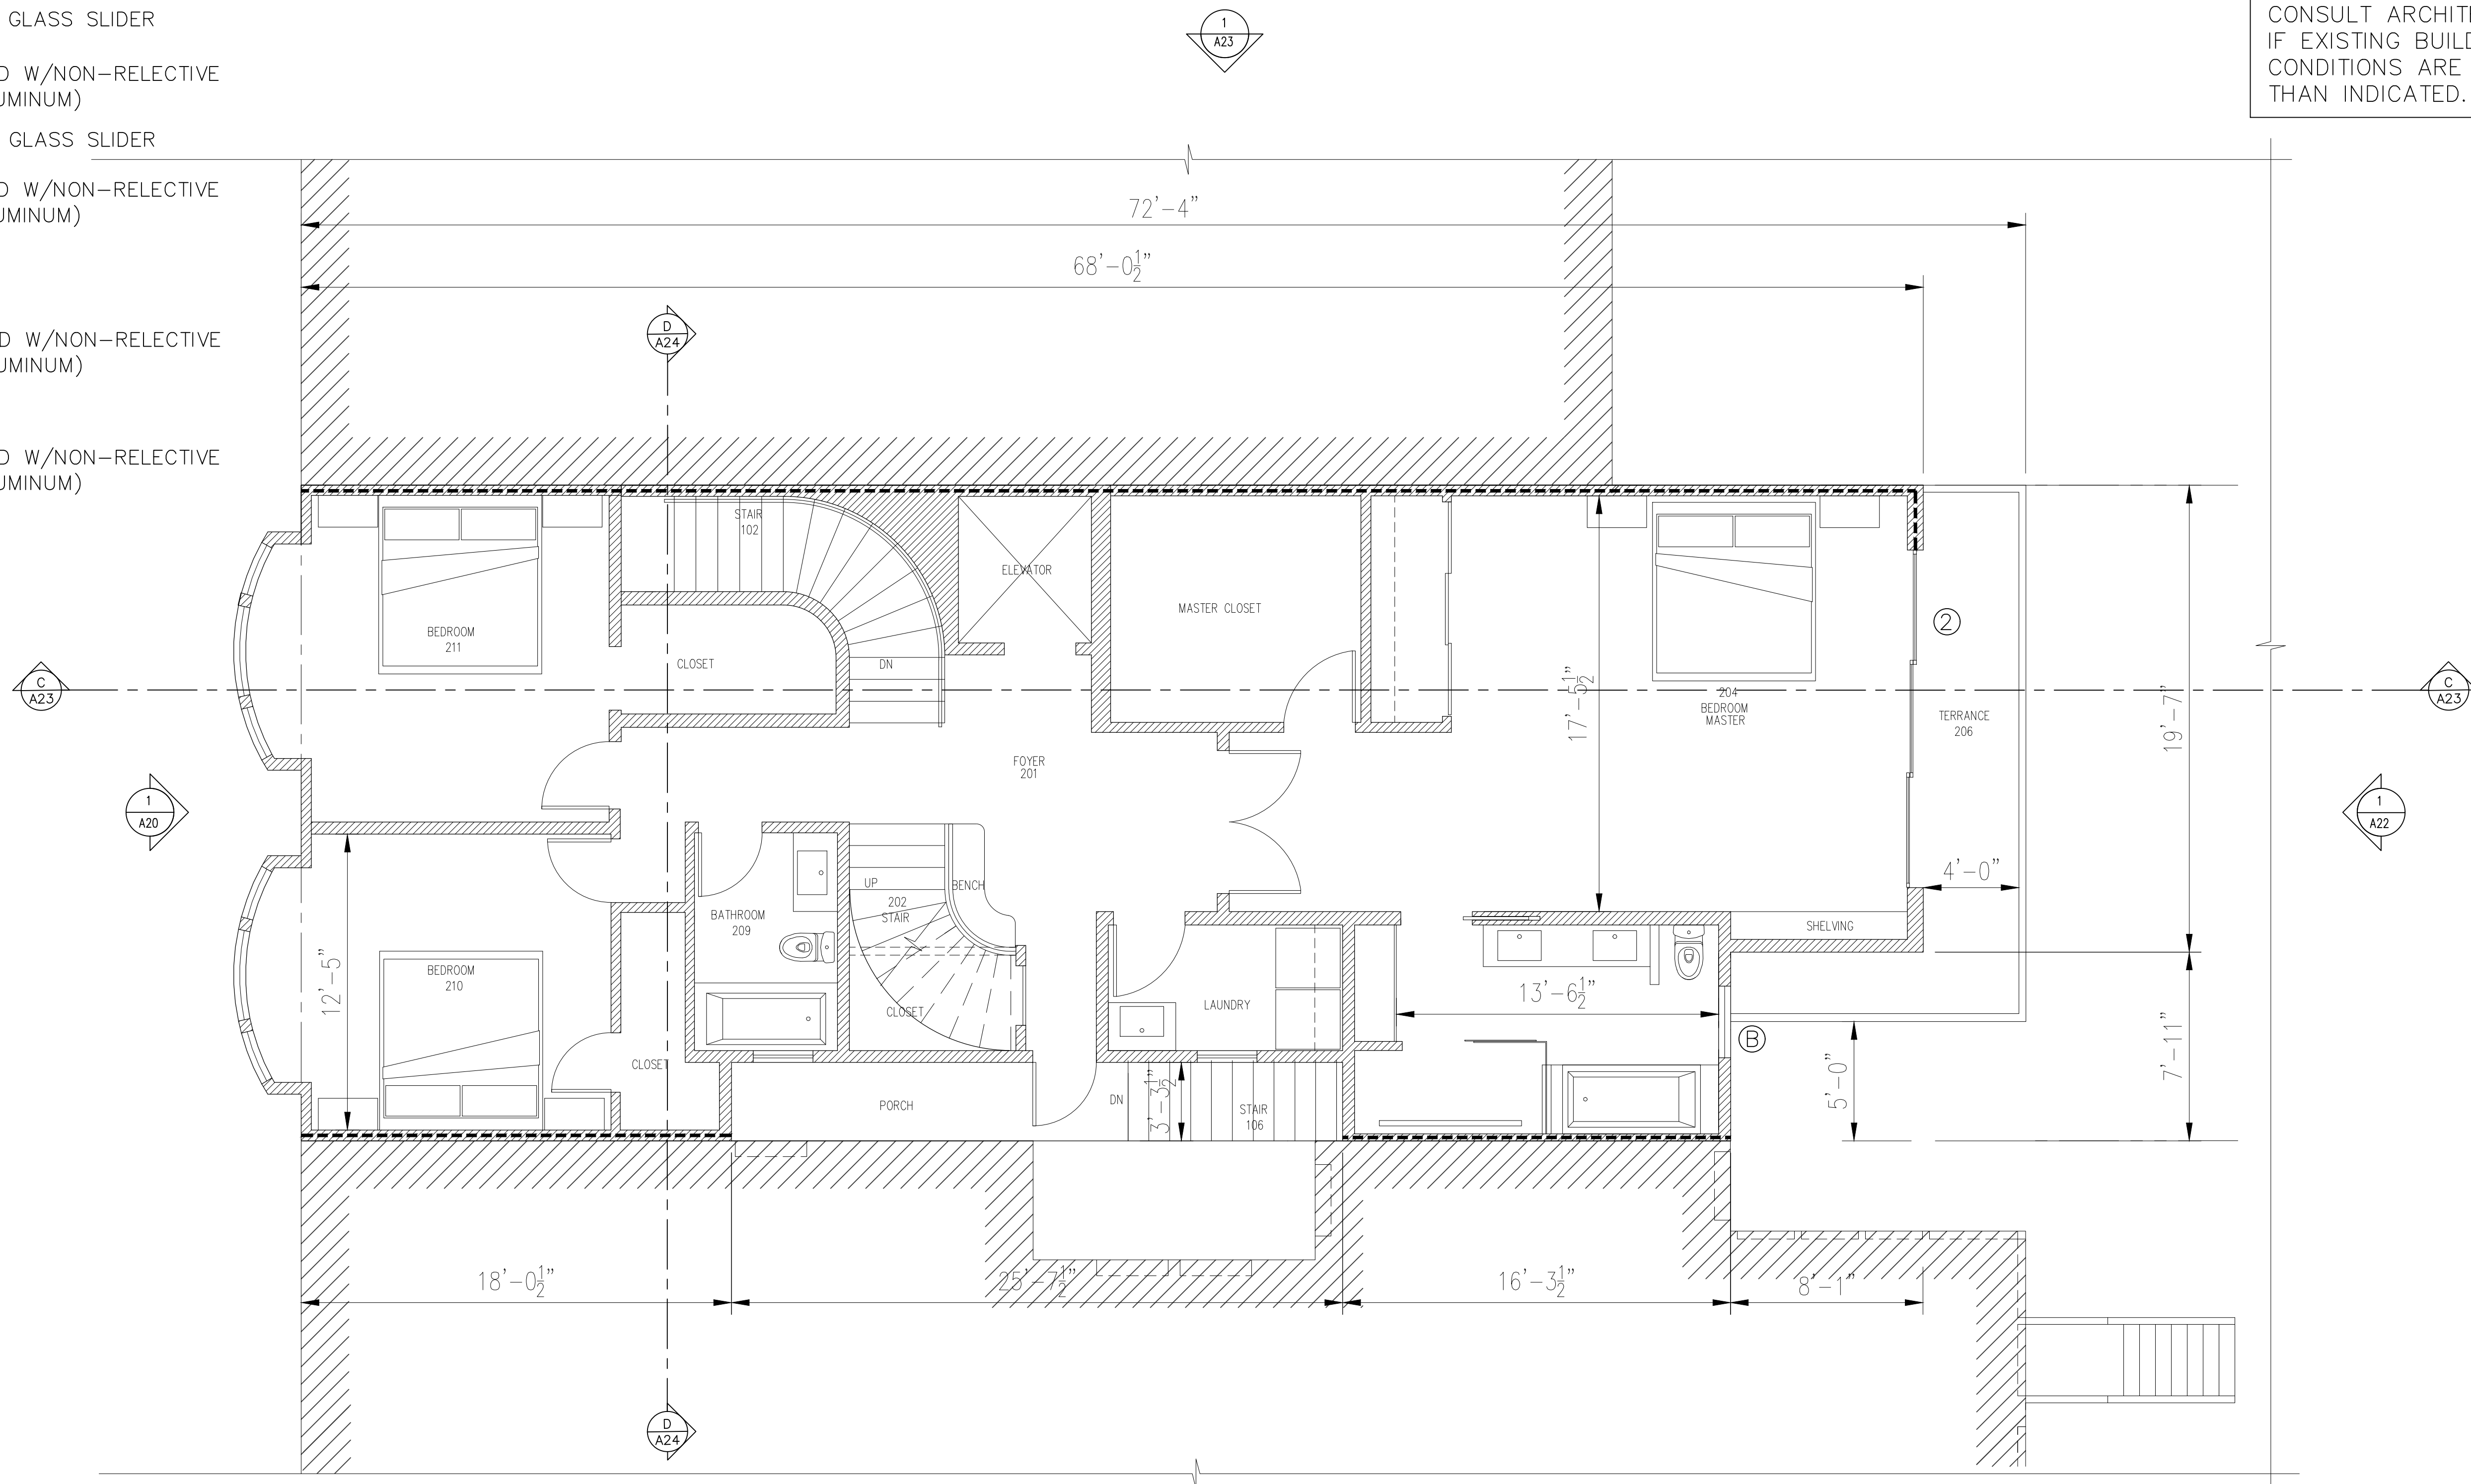 GLASS SLIDER
D W/NON-RELECTIVE
UMINUM)
GLASS SLIDER
D W/NON-RELECTIVE
UMINUM)
D W/NON-RELECTIVE
UMINUM)
D W/NON-RELECTIVE
UMINUM)
1
A23
CONSULT ARCHIT
IF EXISTING BUILD
CONDITIONS ARE
THAN INDICATED.
72'-4"
68'-0½"
D
A24
STAIR
102
ELEVATOR
MASTER CLOSET
BEDROOM
211
CLOSET
DN
17'-5½"
204
BEDROOM
MASTER
2
TERRANCE
206
19'-7"
C
A23
C
A23
FOYER
201
1
A20
1
A22
UP
BENCH
202
STAIR
BATHROOM
209
4'-0"
SHELVING
12'-5"
BEDROOM
210
CLOSET
LAUNDRY
13'-6½"
B
7'-11"
5'-0"
CLOSET
PORCH
DN
3'-3½"
STAIR
106
18'-0½"
25'-7½"
16'-3½"
8'-1"
D
A24